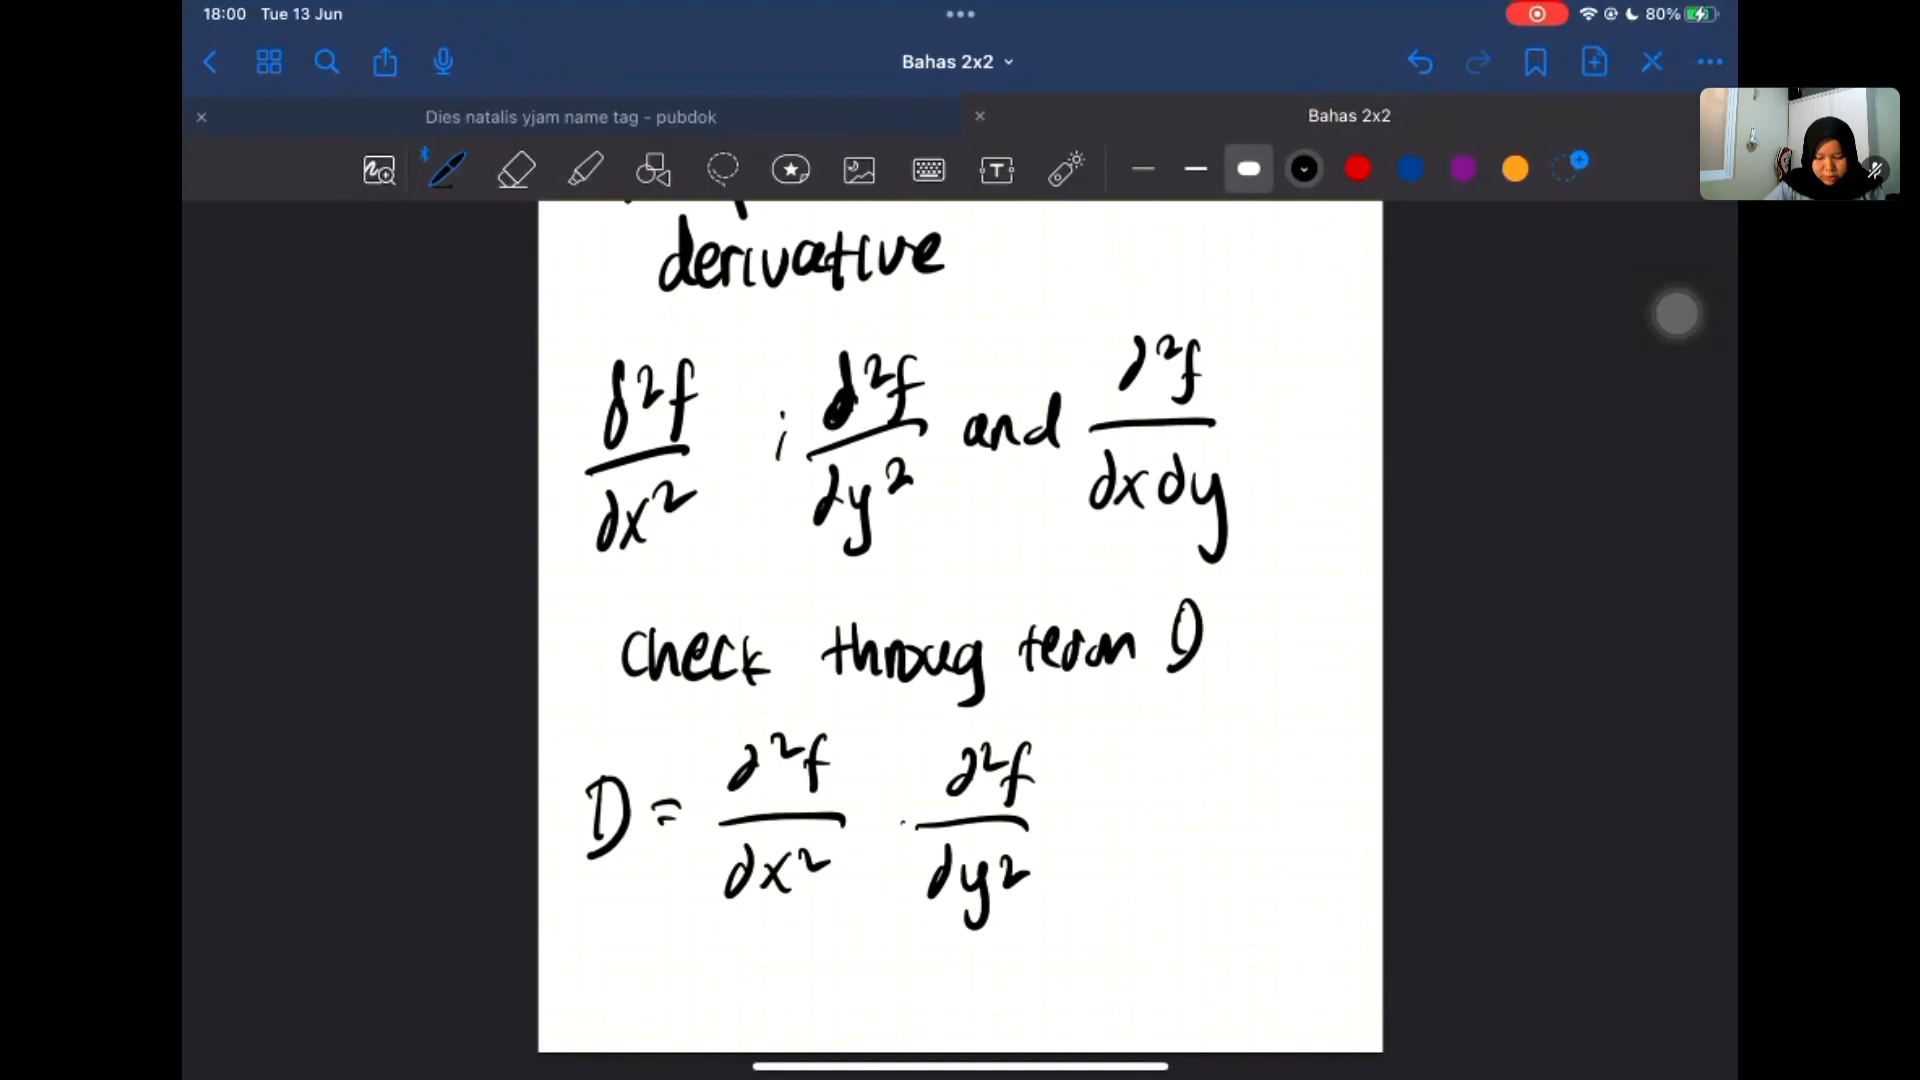 18:00 Tue 13 Jun
80%
Bahas 2x2
Dies natalis yjam name tag - pubdok
Bahas 2x2
derivative
∂²f/∂x² ; ∂²f/∂y² and ∂²f/∂x∂y
check throug term D
D = ∂²f/∂x² · ∂²f/∂y²